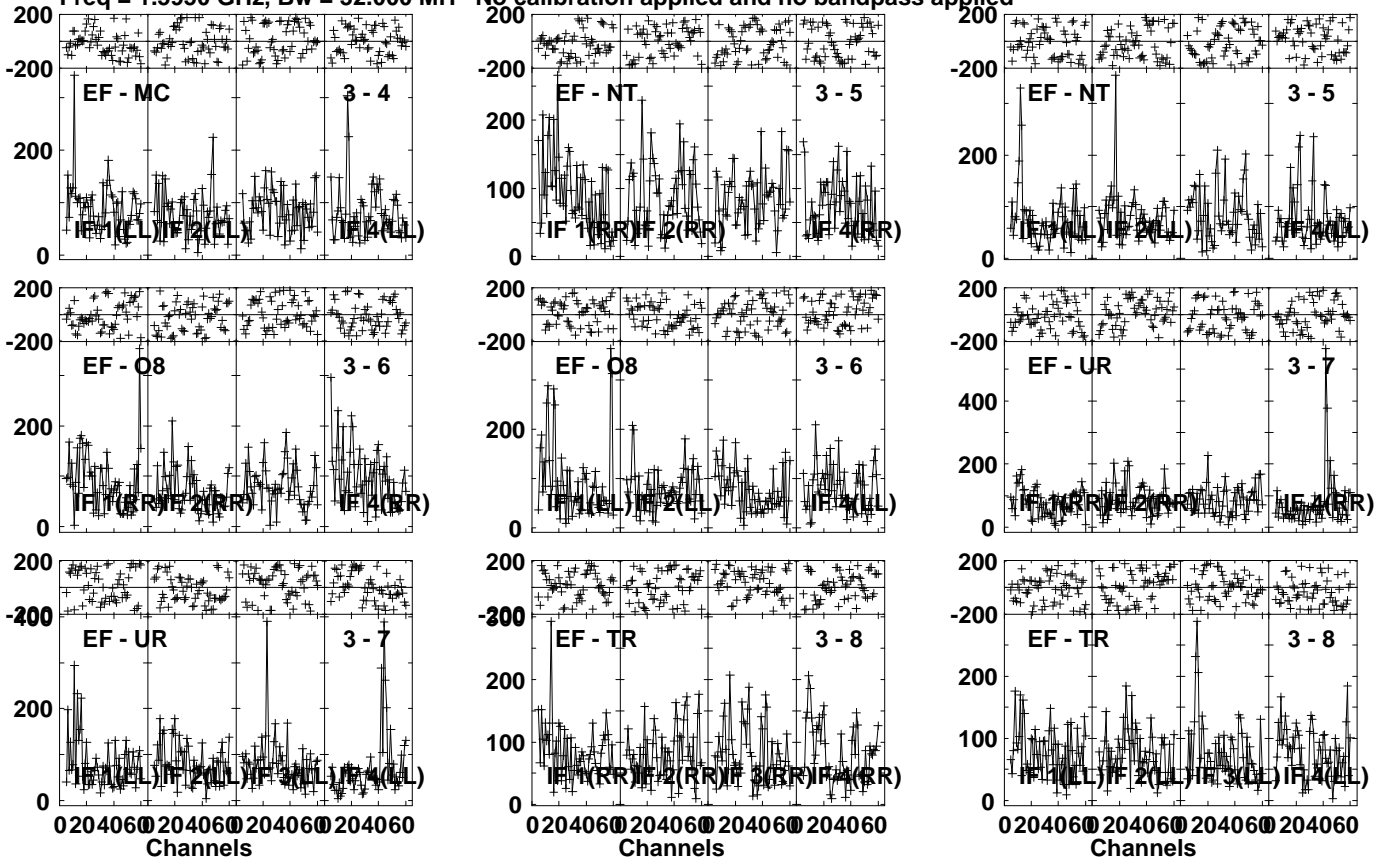 Freq = 1.5950 GHz, Bw = 32.000 MH No calibration applied and no bandpass applied
200 200 200
-200 -200 -200
EF - MC 3 - 4 EF - NT 3 - 5 EF - NT 3 - 5
200 200 200
100
IF 1(LL) IF 2(LL) IF 4(LL) IF 1(RR) IF 2(RR) IF 4(RR) IF 1(LL) IF 2(LL) IF 4(LL)
0 0 0
200 200 200
-200 -200 -200
EF - O8 3 - 6 EF - O8 3 - 6 EF - UR 3 - 7
400
200 200 200
IF 1(RR) IF 2(RR) IF 4(RR) IF 1(LL) IF 2(LL) IF 4(LL) IF 1(RR) IF 2(RR) IF 4(RR)
0 0 0
200 200 200
-200 -200 -200
400 300
EF - UR 3 - 7 EF - TR 3 - 8 EF - TR 3 - 8
200 200 200
100 100
IF 1(LL) IF 2(LL) IF 3(LL) IF 4(LL) IF 1(RR) IF 2(RR) IF 3(RR) IF 4(RR) IF 1(LL) IF 2(LL) IF 3(LL) IF 4(LL)
0 0 0
0 20 40 60 0 20 40 60 0 20 40 60 0 20 40 60 0 20 40 60 0 20 40 60 0 20 40 60 0 20 40 60 0 20 40 60 0 20 40 60 0 20 40 60 0 20 40 60
Channels Channels Channels